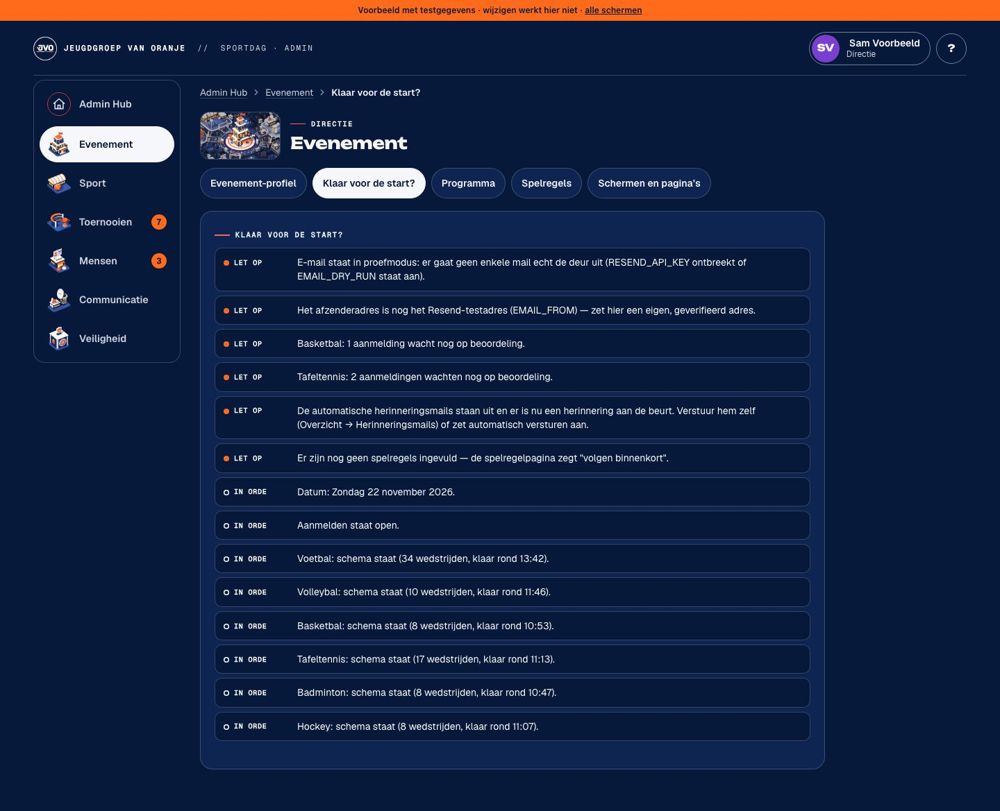 Voorbeeld met testgegevens · wijzigen werkt hier niet · alle schermen
JVO JEUGDGROEP VAN ORANJE // SPORTDAG · ADMIN
SV Sam Voorbeeld
Directie
?
Admin Hub
Evenement
Sport
Toernooien 7
Mensen 3
Communicatie
Veiligheid
Admin Hub > Evenement > Klaar voor de start?
DIRECTIE
Evenement
Evenement-profiel
Klaar voor de start?
Programma
Spelregels
Schermen en pagina's
KLAAR VOOR DE START?
LET OP E-mail staat in proefmodus: er gaat geen enkele mail echt de deur uit (RESEND_API_KEY ontbreekt of
EMAIL_DRY_RUN staat aan).
LET OP Het afzenderadres is nog het Resend-testadres (EMAIL_FROM) — zet hier een eigen, geverifieerd adres.
LET OP Basketbal: 1 aanmelding wacht nog op beoordeling.
LET OP Tafeltennis: 2 aanmeldingen wachten nog op beoordeling.
LET OP De automatische herinneringsmails staan uit en er is nu een herinnering aan de beurt. Verstuur hem zelf
(Overzicht → Herinneringsmails) of zet automatisch versturen aan.
LET OP Er zijn nog geen spelregels ingevuld — de spelregelpagina zegt "volgen binnenkort".
IN ORDE Datum: Zondag 22 november 2026.
IN ORDE Aanmelden staat open.
IN ORDE Voetbal: schema staat (34 wedstrijden, klaar rond 13:42).
IN ORDE Volleybal: schema staat (10 wedstrijden, klaar rond 11:46).
IN ORDE Basketbal: schema staat (8 wedstrijden, klaar rond 10:53).
IN ORDE Tafeltennis: schema staat (17 wedstrijden, klaar rond 11:13).
IN ORDE Badminton: schema staat (8 wedstrijden, klaar rond 10:47).
IN ORDE Hockey: schema staat (8 wedstrijden, klaar rond 11:07).